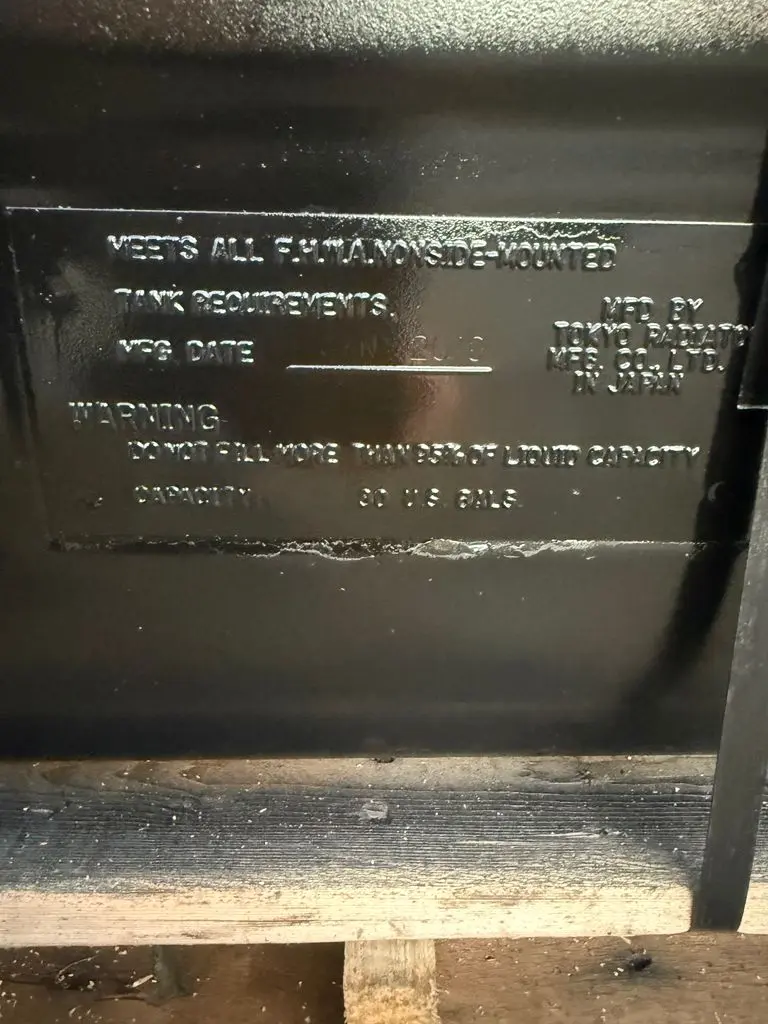 MEETS ALL F.H.W.A. NONSIDE-MOUNTED
TANK REQUIREMENTS.
MFG. DATE
MFD BY
TOKYO RADIATO
MFG. CO., LTD.
IN JAPAN
WARNING
DO NOT FILL MORE THAN 95% OF LIQUID CAPACITY
CAPACITY 30 U.S. GALS.